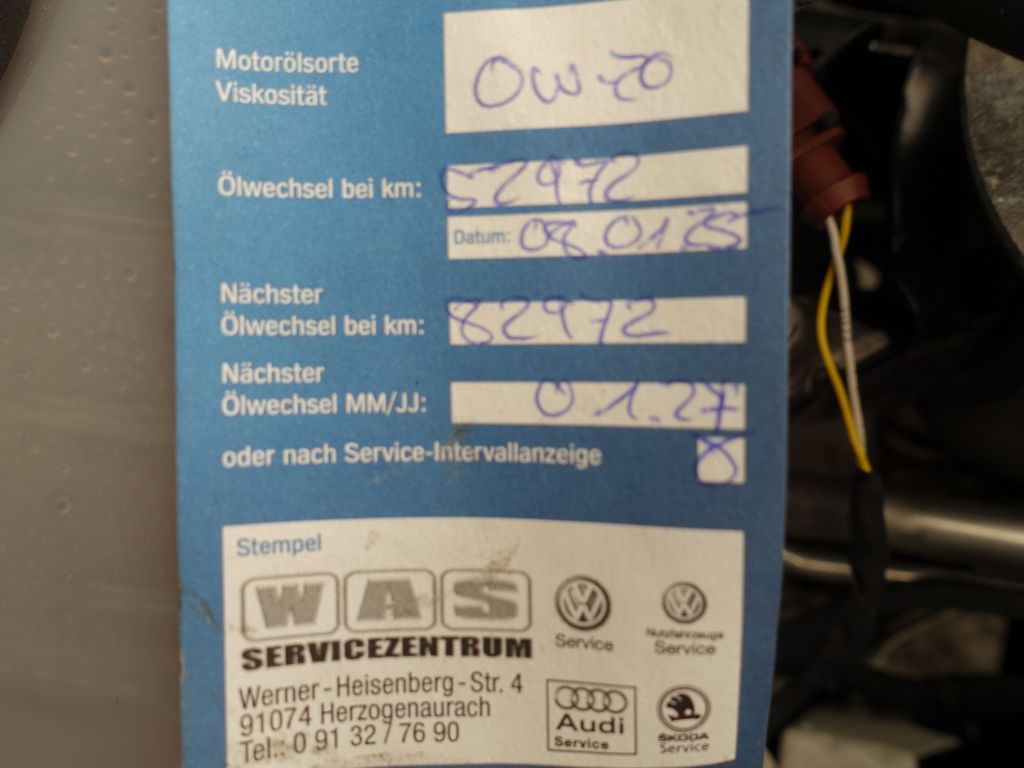 Motorölsorte
Viskosität
0W-20
Ölwechsel bei km: 52972
Datum: 08.01.25
Nächster
Ölwechsel bei km: 82972
Nächster
Ölwechsel MM/JJ: 01.27
oder nach Service-Intervallanzeige
Stempel
WAS
SERVICEZENTRUM
Werner-Heisenberg-Str. 4
91074 Herzogenaurach
Tel.: 0 91 32 / 76 90
Service
Nutzfahrzeuge
Service
Audi
Service
ŠKODA
Service